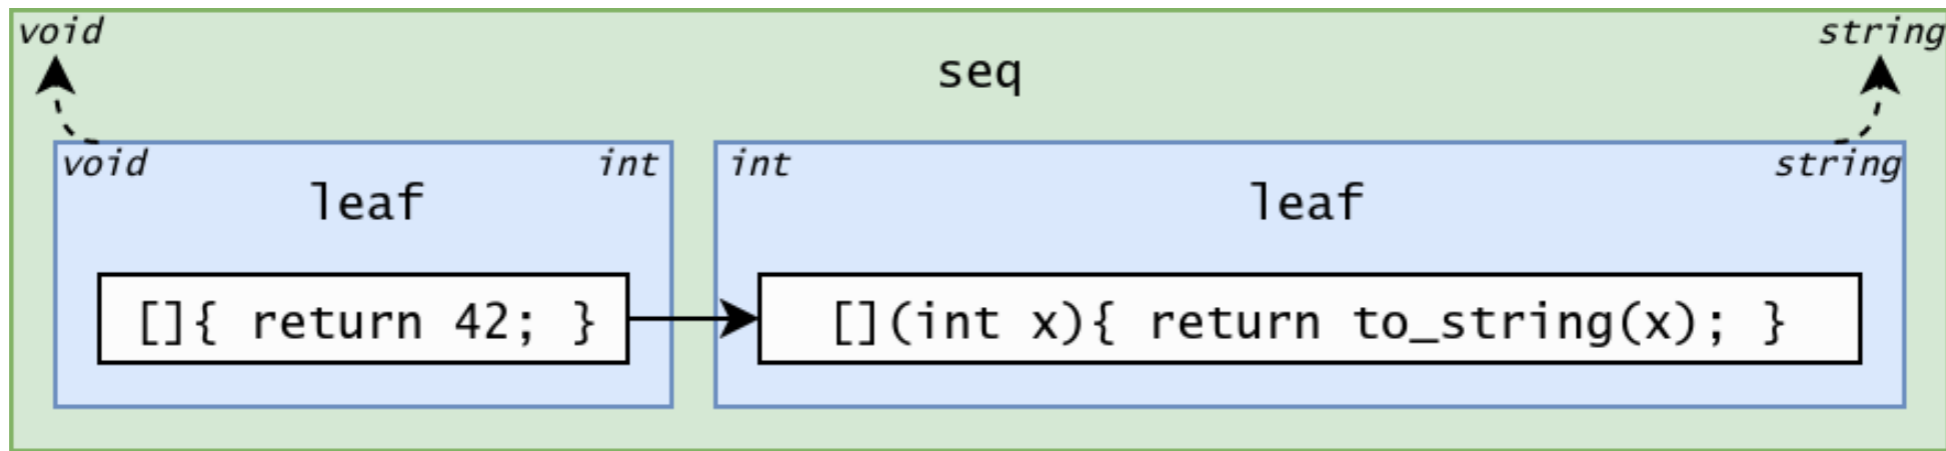 void string
seq
void int int string
leaf leaf
[]{ return 42; } [](int x){ return to_string(x); }